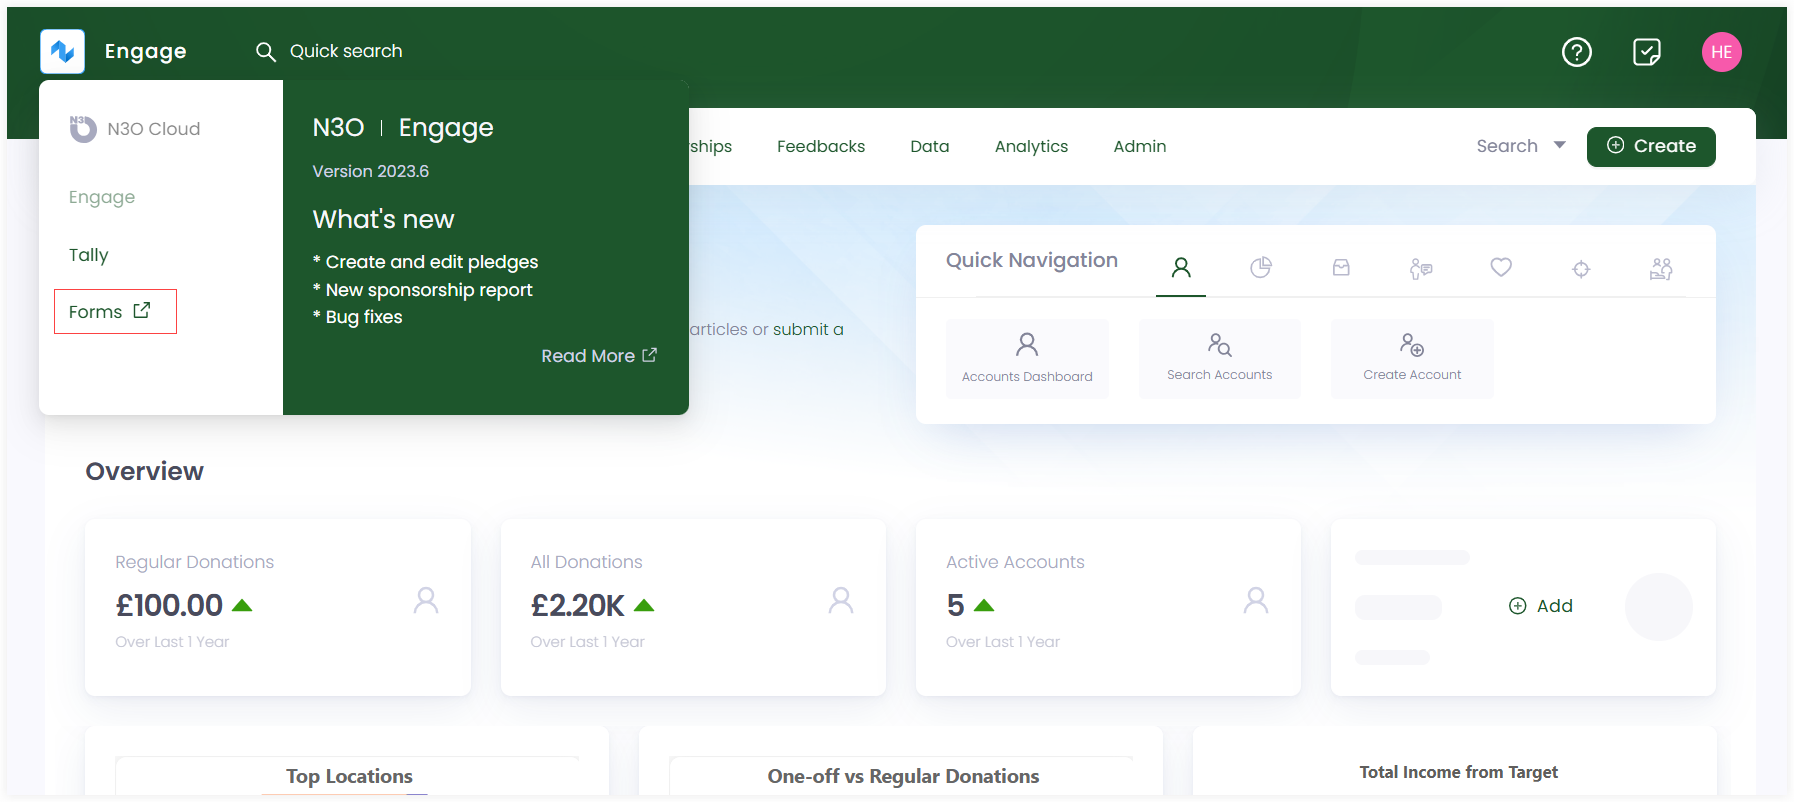 Engage
Quick search
HE
N3O Cloud
Engage
Tally
Forms
N3O | Engage
Version 2023.6
What's new
* Create and edit pledges
* New sponsorship report
* Bug fixes
Read More
Feedbacks Data Analytics Admin
Search
Create
articles or submit a
Quick Navigation
Accounts Dashboard
Search Accounts
Create Account
Overview
Regular Donations
£100.00
Over Last 1 Year
All Donations
£2.20K
Over Last 1 Year
Active Accounts
5
Over Last 1 Year
Add
Top Locations
One-off vs Regular Donations
Total Income from Target